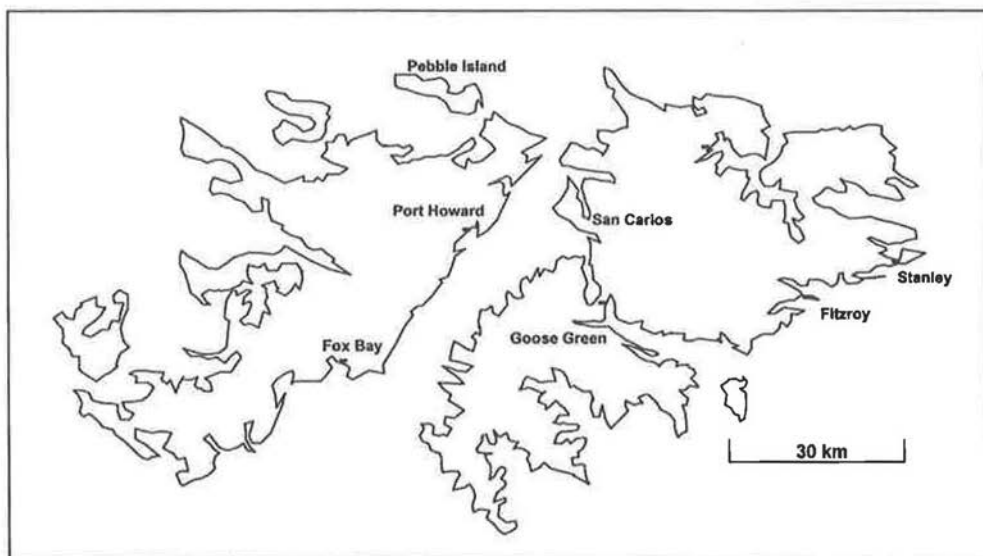 Pebble Island
Port Howard
San Carlos
Stanley
Fitzroy
Goose Green
Fox Bay
30 km